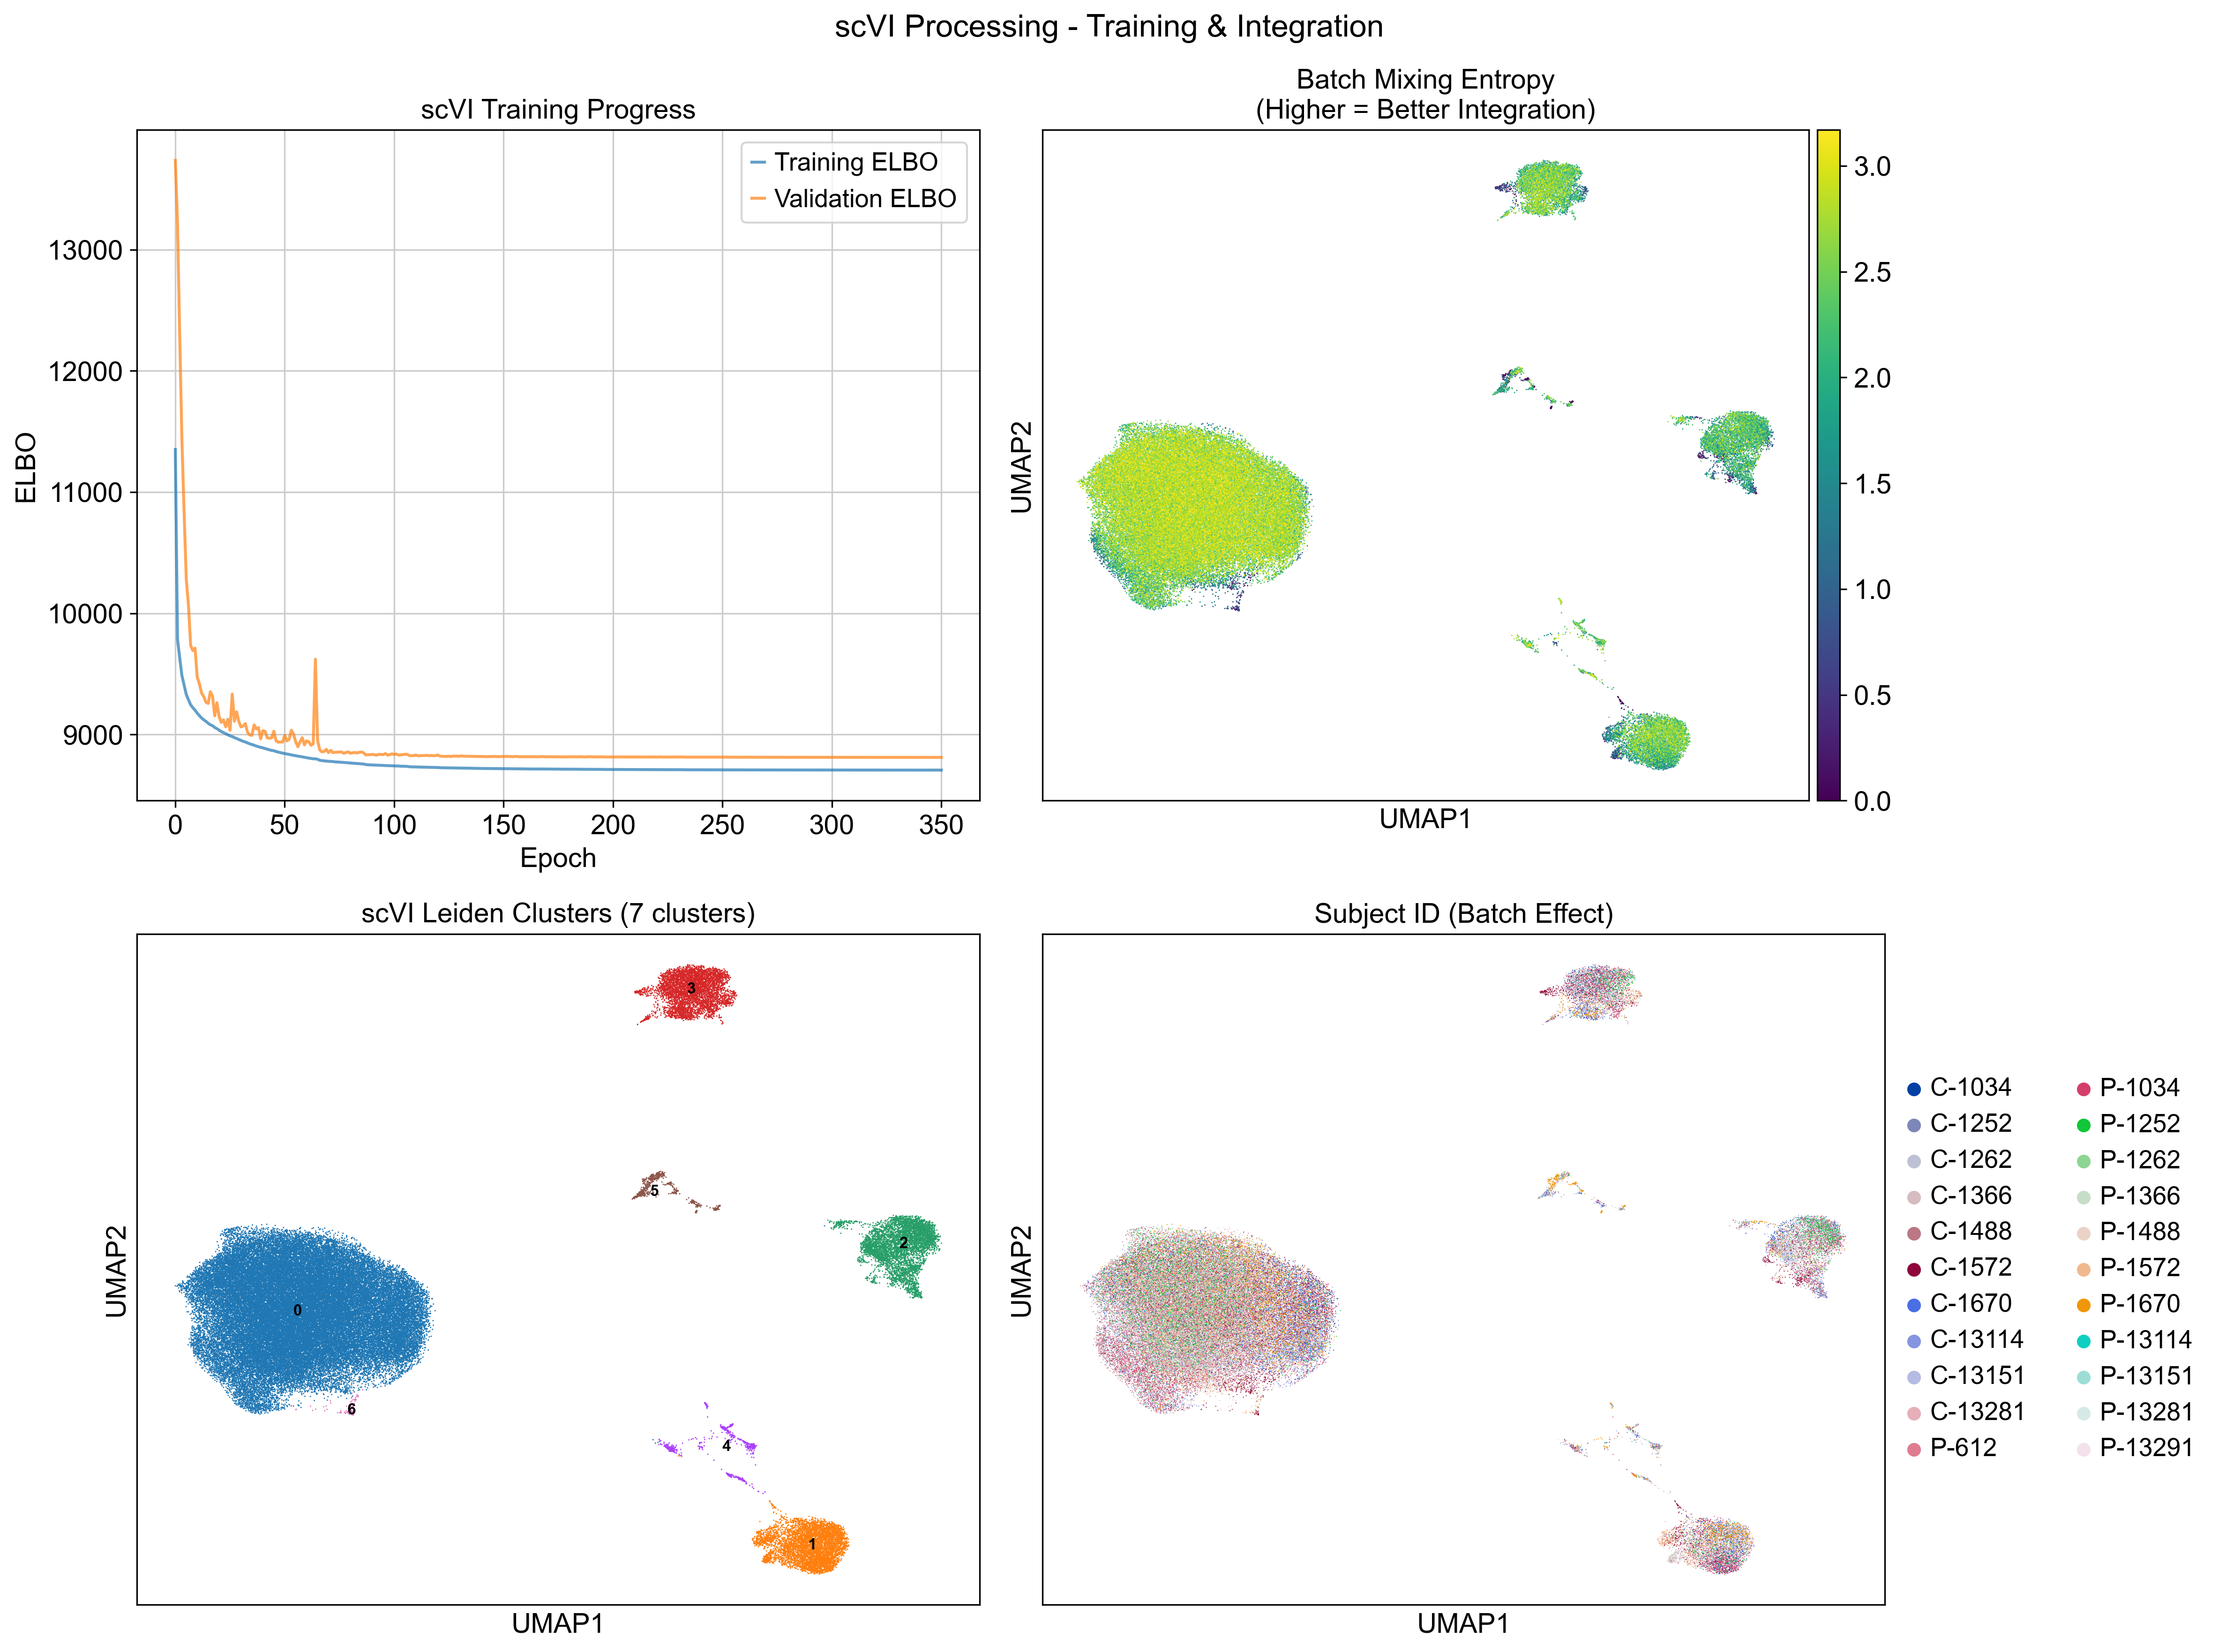 scVI Processing - Training & Integration
scVI Training Progress
Training ELBO
Validation ELBO
13000
12000
11000
10000
9000
ELBO
0 50 100 150 200 250 300 350
Epoch
Batch Mixing Entropy
(Higher = Better Integration)
UMAP2
UMAP1
3.0
2.5
2.0
1.5
1.0
0.5
0.0
scVI Leiden Clusters (7 clusters)
3
5
2
0
6
4
1
UMAP2
UMAP1
Subject ID (Batch Effect)
UMAP2
UMAP1
C-1034 P-1034
C-1252 P-1252
C-1262 P-1262
C-1366 P-1366
C-1488 P-1488
C-1572 P-1572
C-1670 P-1670
C-13114 P-13114
C-13151 P-13151
C-13281 P-13281
P-612 P-13291